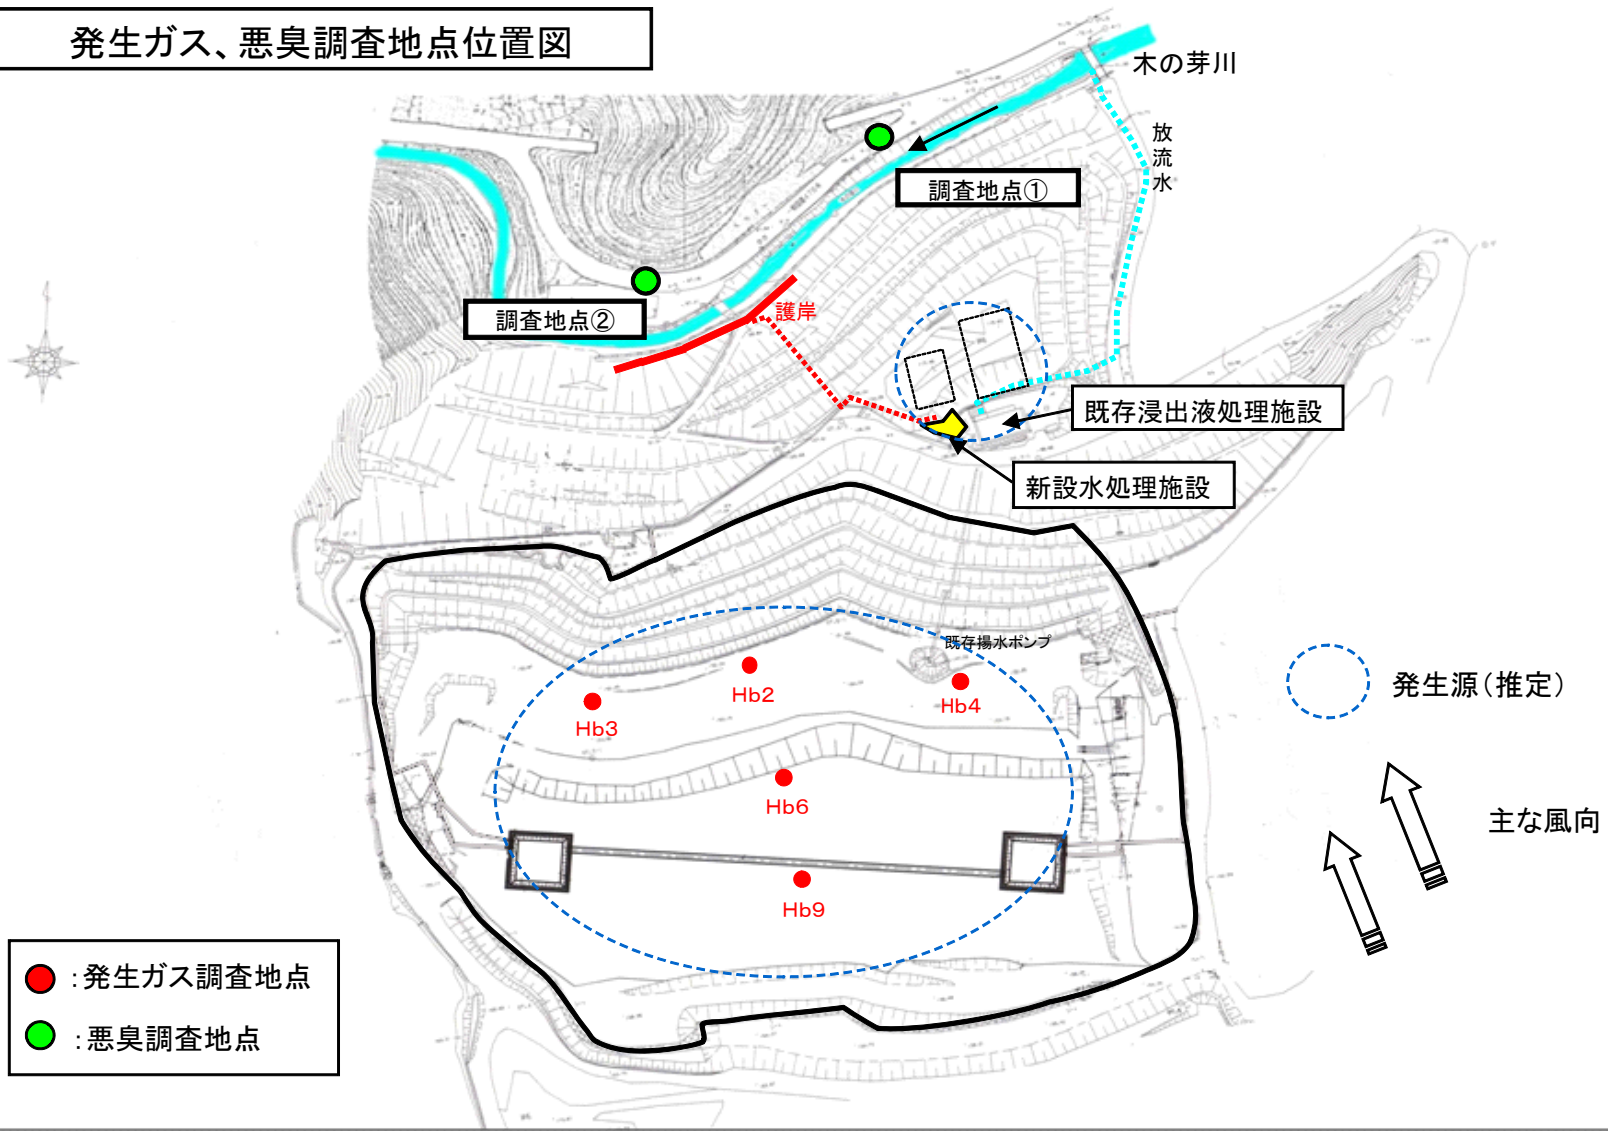 発生ガス、悪臭調査地点位置図
木の芽川
放流水
調査地点①
調査地点②
護岸
既存浸出液処理施設
新設水処理施設
既存揚水ポンプ
Hb2
Hb4
Hb3
Hb6
Hb9
発生源（推定）
主な風向
：発生ガス調査地点
：悪臭調査地点